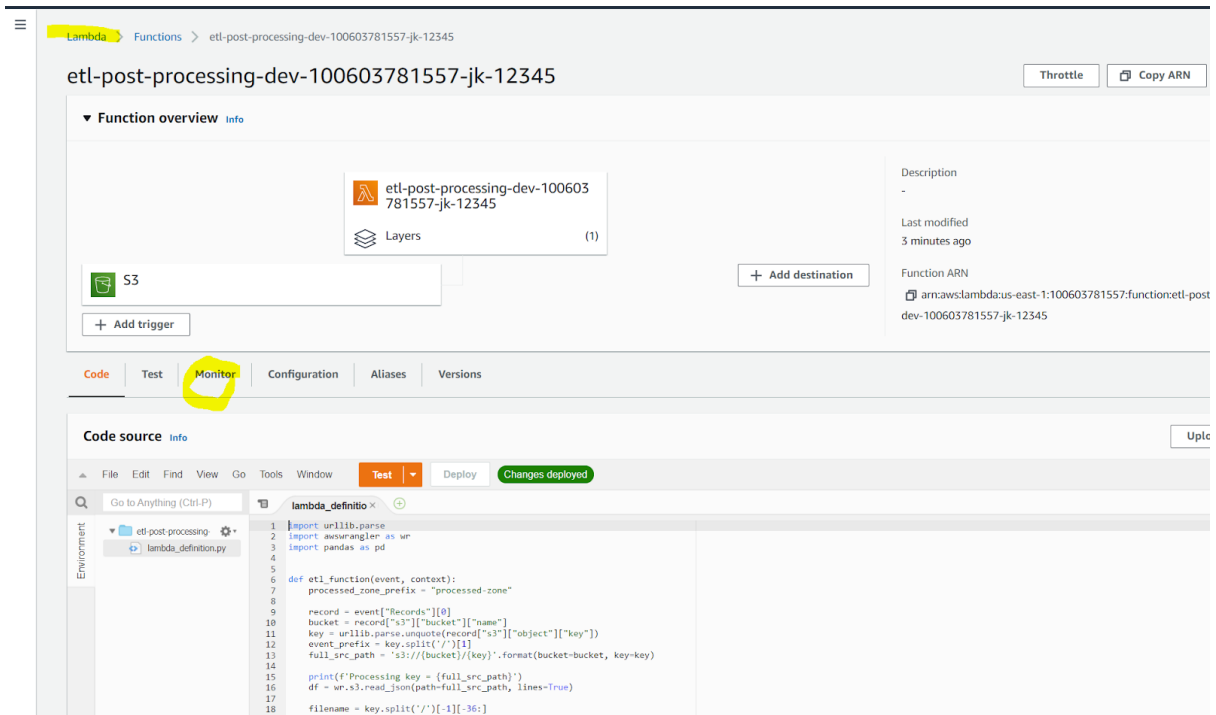 Lambda > Functions > etl-post-processing-dev-100603781557-jk-12345
etl-post-processing-dev-100603781557-jk-12345
Throttle
Copy ARN
Function overview Info
etl-post-processing-dev-100603
781557-jk-12345
Layers (1)
S3
+ Add trigger
+ Add destination
Description
-
Last modified
3 minutes ago
Function ARN
arn:aws:lambda:us-east-1:100603781557:function:etl-post
dev-100603781557-jk-12345
Code Test Monitor Configuration Aliases Versions
Code source Info
Uplo
File Edit Find View Go Tools Window Test Deploy Changes deployed
Go to Anything (Ctrl-P)
lambda_definitio ×
Environment
etl-post-processing-
lambda_definition.py
1 import urllib.parse
2 import awswrangler as wr
3 import pandas as pd
4
5
6 def etl_function(event, context):
7 processed_zone_prefix = "processed-zone"
8
9 record = event["Records"][0]
10 bucket = record["s3"]["bucket"]["name"]
11 key = urllib.parse.unquote(record["s3"]["object"]["key"])
12 event_prefix = key.split('/')[1]
13 full_src_path = 's3://{bucket}/{key}'.format(bucket=bucket, key=key)
14
15 print(f'Processing key = {full_src_path}')
16 df = wr.s3.read_json(path=full_src_path, lines=True)
17
18 filename = key.split('/')[-1][-36:]